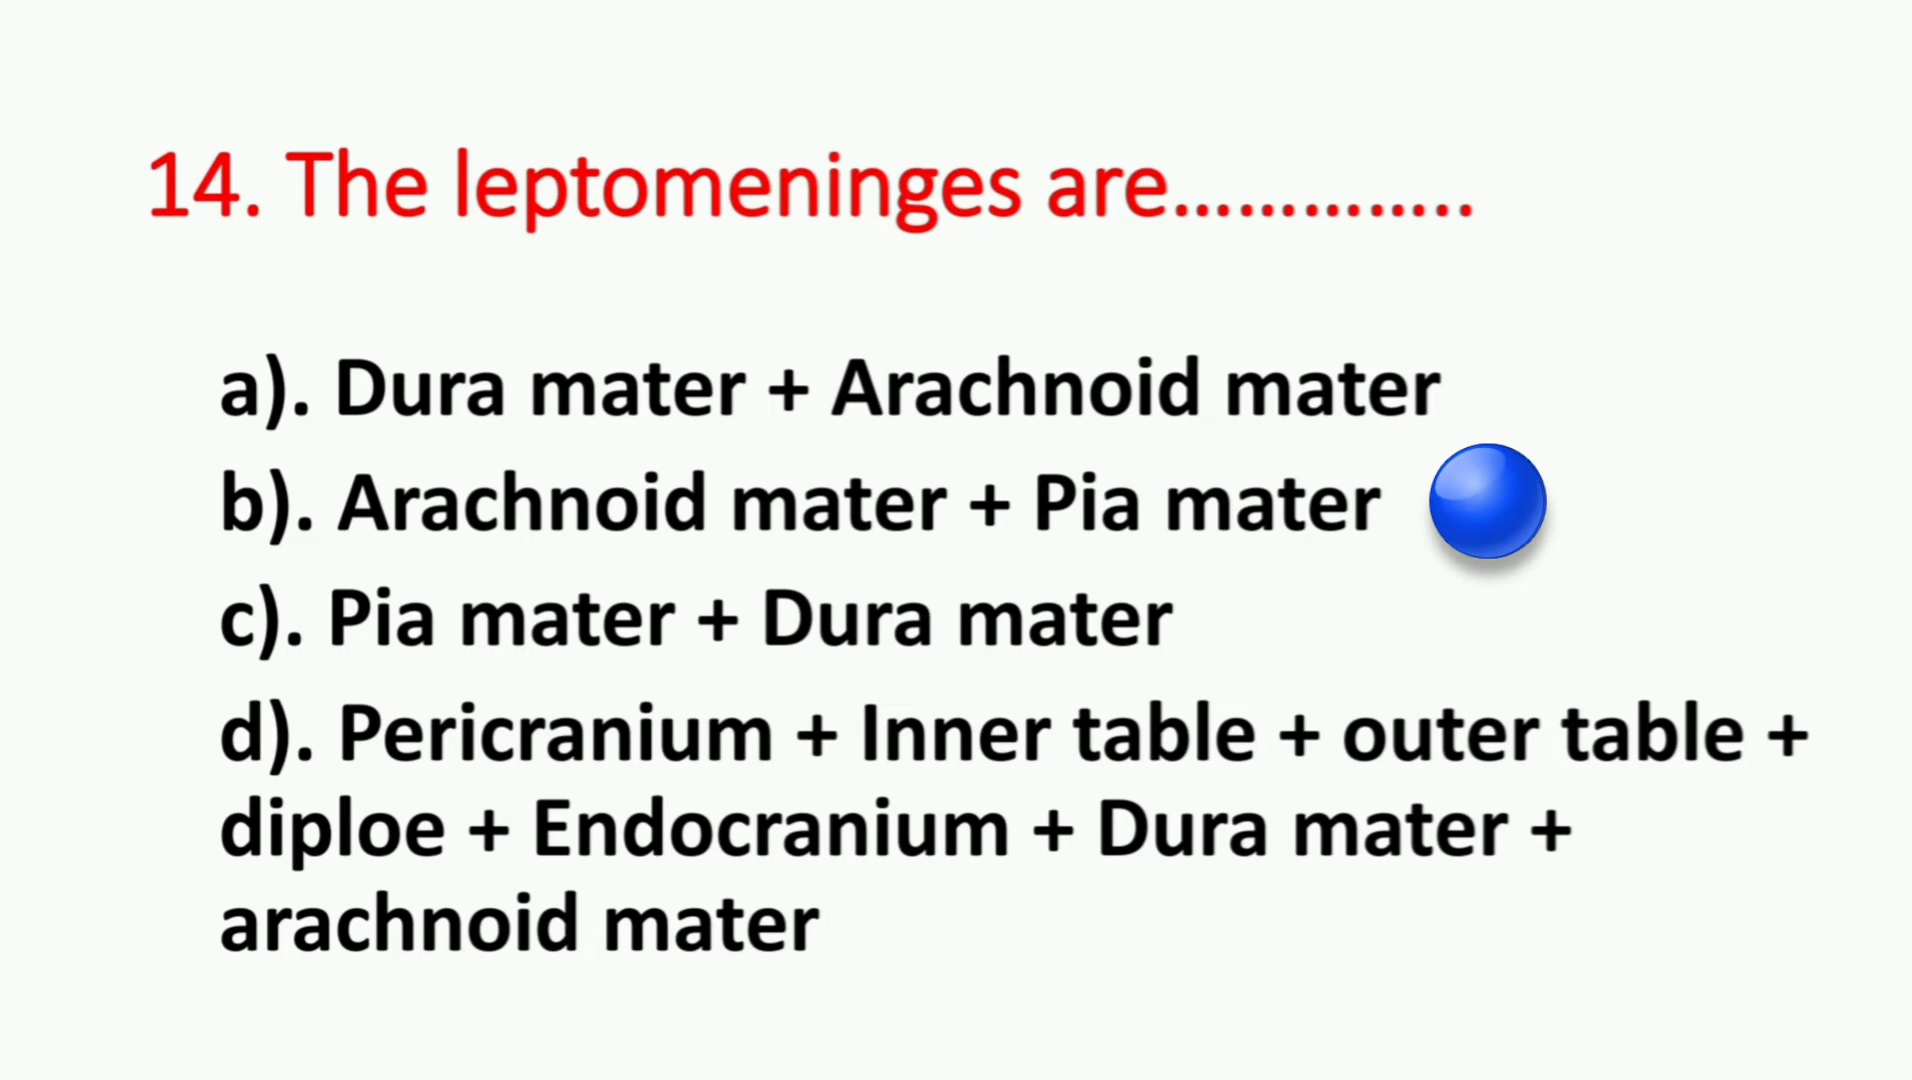 14. The leptomeninges are…………..
a). Dura mater + Arachnoid mater
b). Arachnoid mater + Pia mater
c). Pia mater + Dura mater
d). Pericranium + Inner table + outer table +
diploe + Endocranium + Dura mater +
arachnoid mater